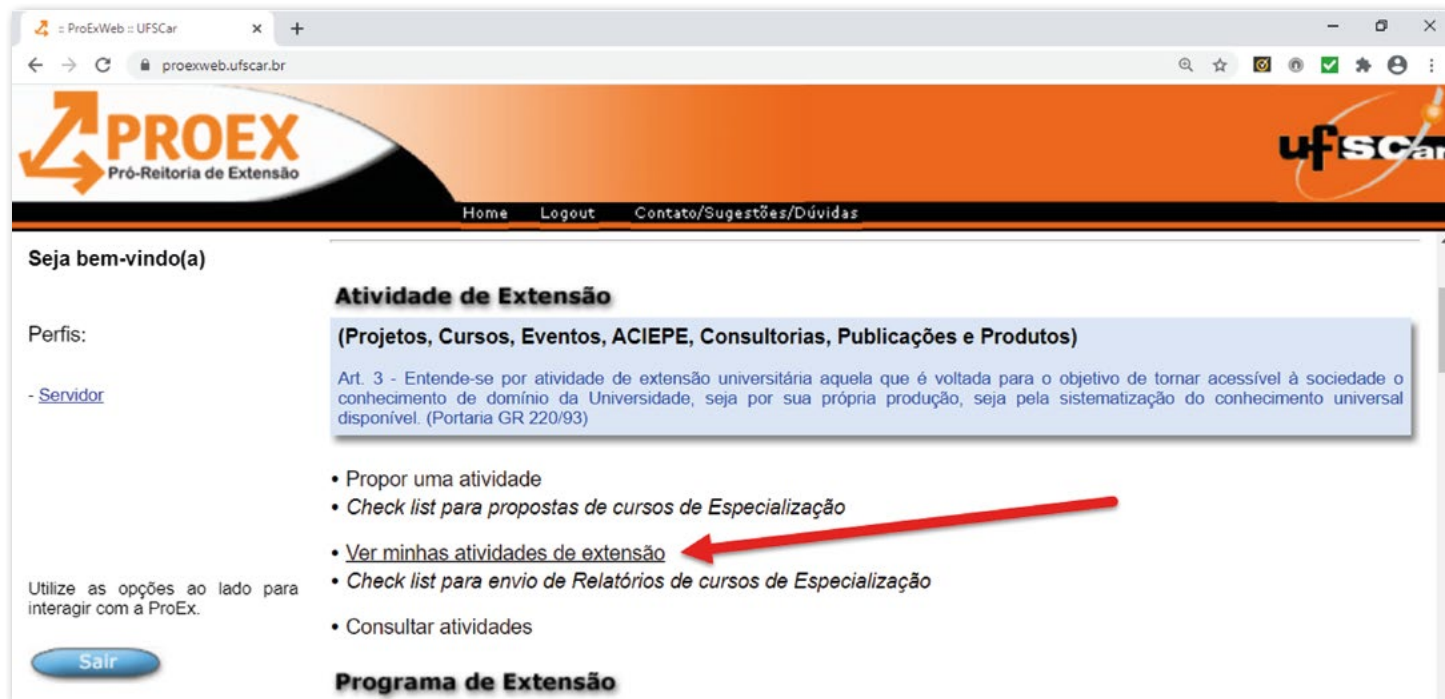 :: ProExWeb :: UFSCar
proexweb.ufscar.br
PROEX
Pró-Reitoria de Extensão
ufSCar
Home Logout Contato/Sugestões/Dúvidas
Seja bem-vindo(a)
Perfis:
- Servidor
Utilize as opções ao lado para
interagir com a ProEx.
Sair
Atividade de Extensão
(Projetos, Cursos, Eventos, ACIEPE, Consultorias, Publicações e Produtos)
Art. 3 - Entende-se por atividade de extensão universitária aquela que é voltada para o objetivo de tornar acessível à sociedade o
conhecimento de domínio da Universidade, seja por sua própria produção, seja pela sistematização do conhecimento universal
disponível. (Portaria GR 220/93)
• Propor uma atividade
• Check list para propostas de cursos de Especialização
• Ver minhas atividades de extensão
• Check list para envio de Relatórios de cursos de Especialização
• Consultar atividades
Programa de Extensão